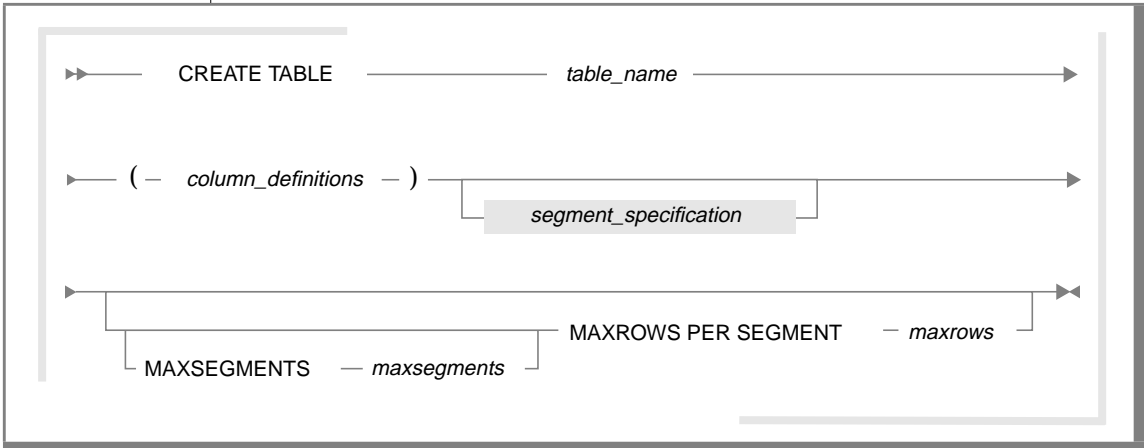 CREATE TABLE table_name
( column_definitions )
segment_specification
MAXROWS PER SEGMENT maxrows
MAXSEGMENTS maxsegments